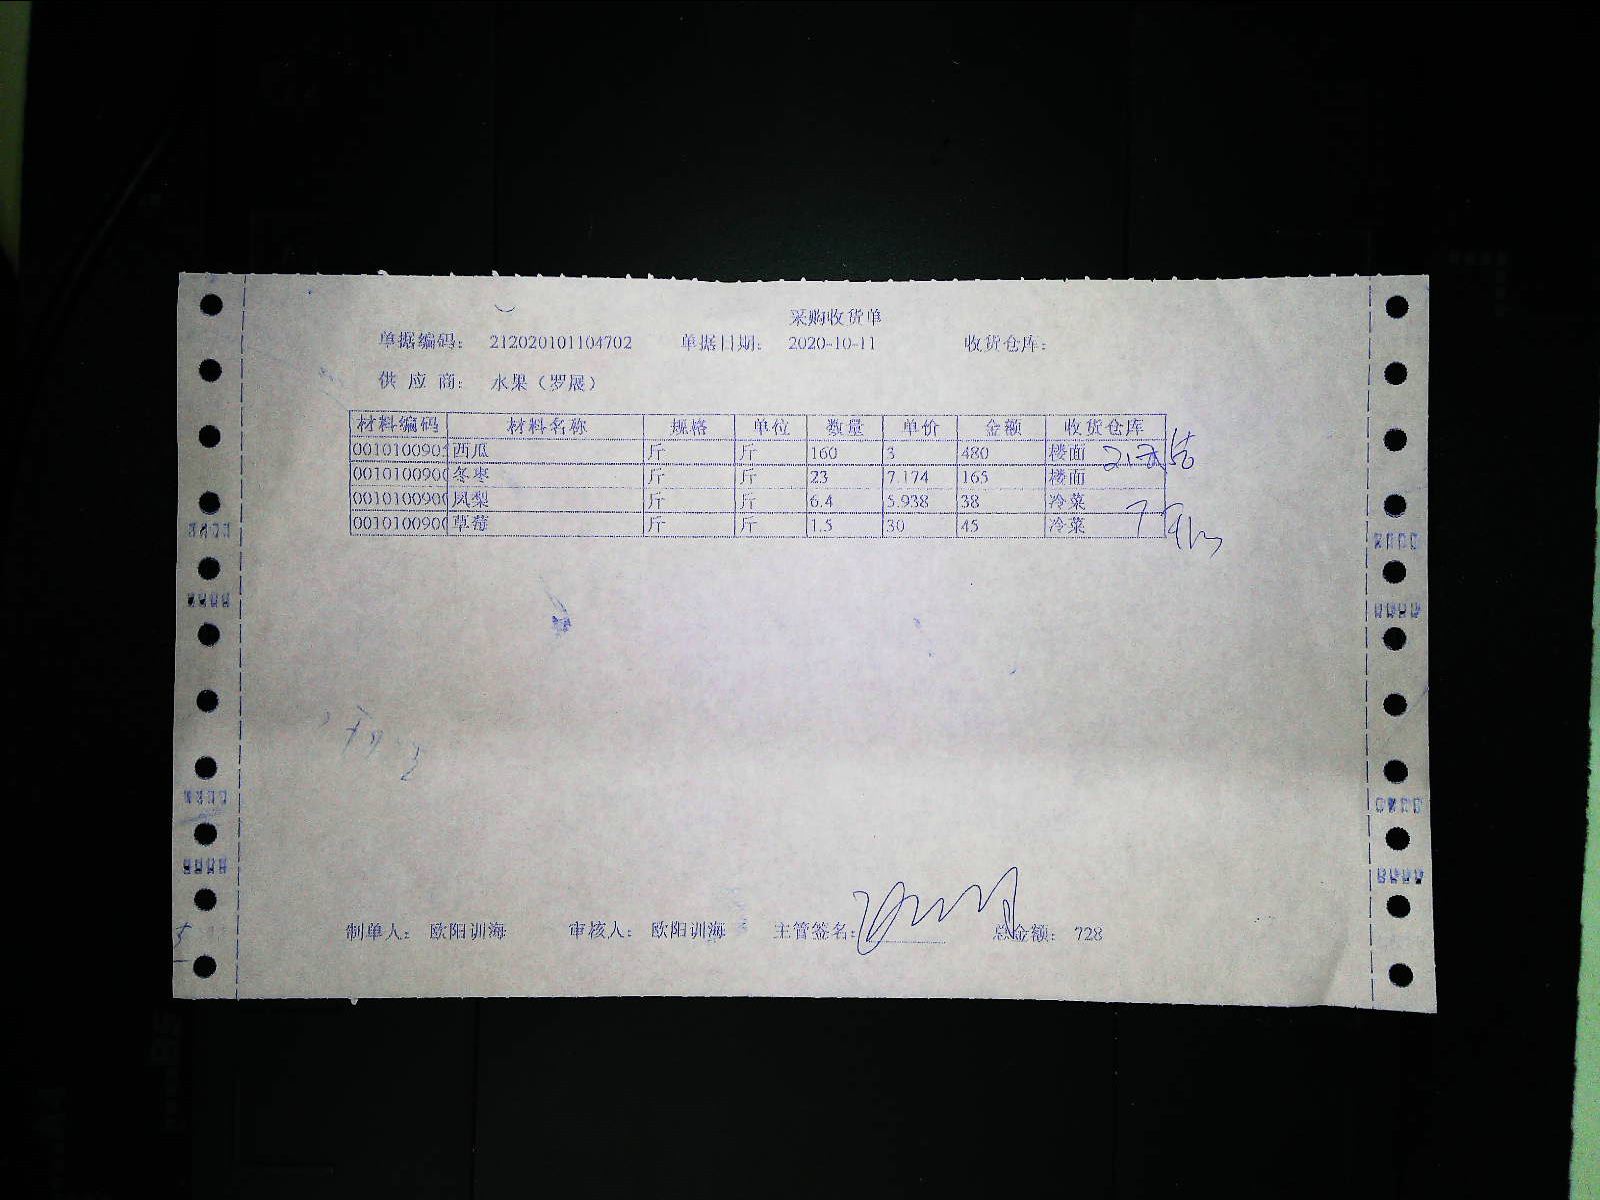 采购收货单
单据编码： 212020101104702 单据日期： 2020-10-11 收货仓库：
供 应 商： 水果（罗展）
材料编码 材料名称 规格 单位 数量 单价 金额 收货仓库
001010090 西瓜 斤 斤 160 3 480 楼面
001010090 冬枣 斤 斤 23 7.174 165 楼面
001010090 凤梨 斤 斤 6.4 5.938 38 冷菜
001010090 草莓 斤 斤 1.5 30 45 冷菜
制单人： 欧阳训海 审核人： 欧阳训海 主管签名： 总金额： 728